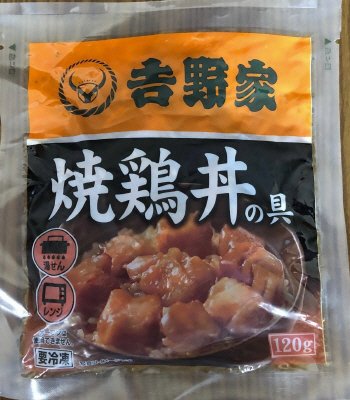 吉野家
焼鶏丼の具
湯せん
レンジ
要冷凍
120g